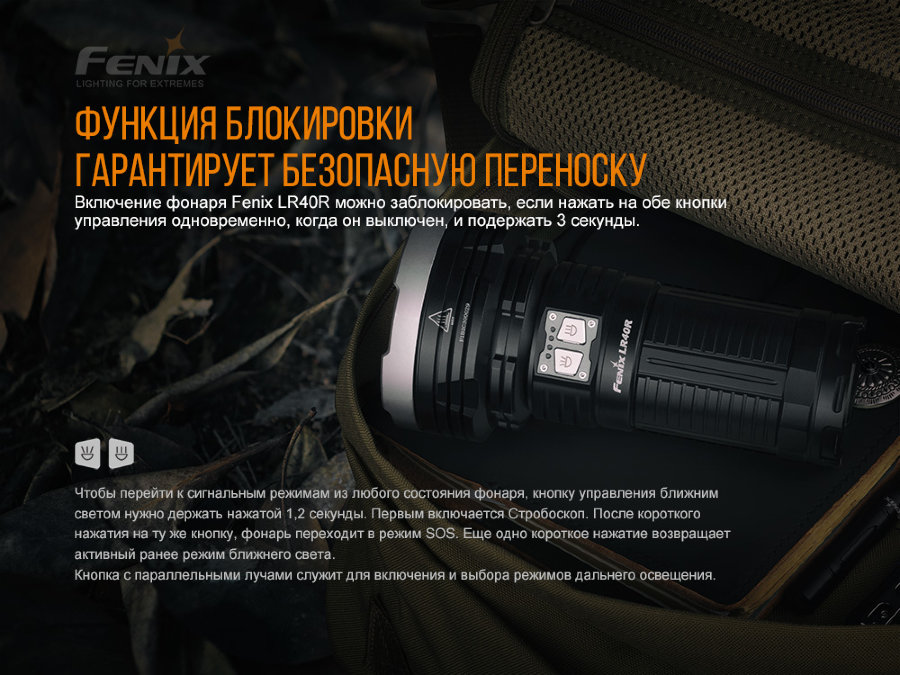 FENIX
LIGHTING FOR EXTREMES
ФУНКЦИЯ БЛОКИРОВКИ
ГАРАНТИРУЕТ БЕЗОПАСНУЮ ПЕРЕНОСКУ
Включение фонаря Fenix LR40R можно заблокировать, если нажать на обе кнопки
управления одновременно, когда он выключен, и подержать 3 секунды.
FENIX LR40R
Чтобы перейти к сигнальным режимам из любого состояния фонаря, кнопку управления ближним
светом нужно держать нажатой 1,2 секунды. Первым включается Стробоскоп. После короткого
нажатия на ту же кнопку, фонарь переходит в режим SOS. Еще одно короткое нажатие возвращает
активный ранее режим ближнего света.
Кнопка с параллельными лучами служит для включения и выбора режимов дальнего освещения.